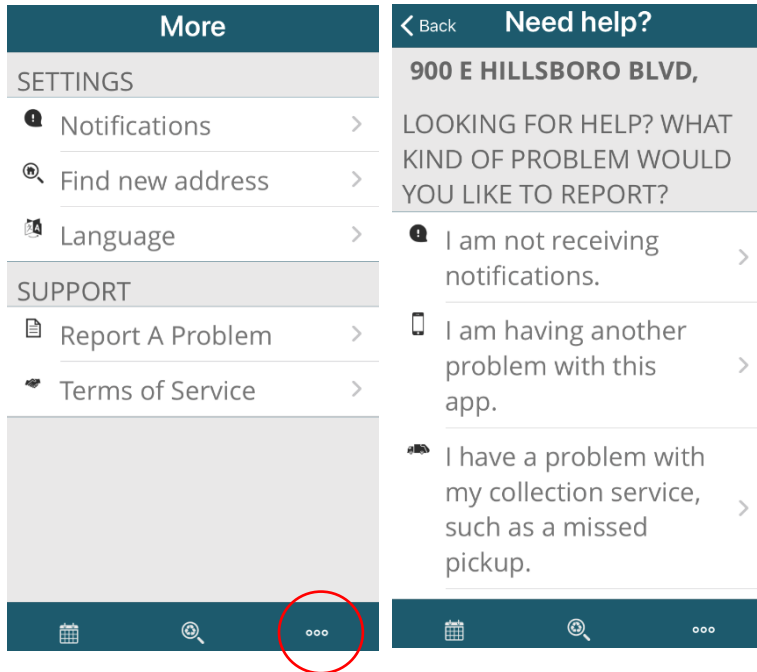 More
SETTINGS
Notifications
Find new address
Language
SUPPORT
Report A Problem
Terms of Service
Back
Need help?
900 E HILLSBORO BLVD,
LOOKING FOR HELP? WHAT
KIND OF PROBLEM WOULD
YOU LIKE TO REPORT?
I am not receiving
notifications.
I am having another
problem with this
app.
I have a problem with
my collection service,
such as a missed
pickup.